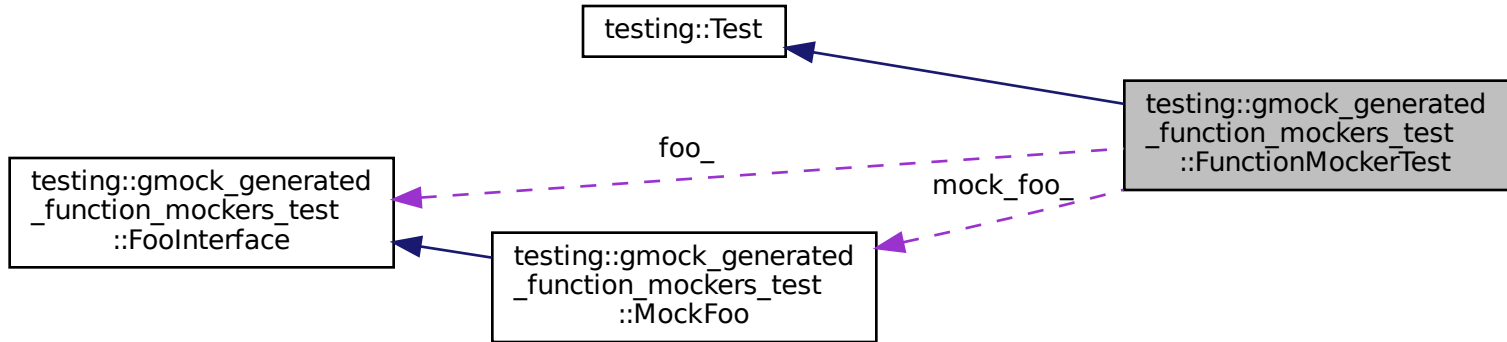 testing::Test
testing::gmock_generated
_function_mockers_test
::FunctionMockerTest
foo_
mock_foo_
testing::gmock_generated
_function_mockers_test
::FooInterface
testing::gmock_generated
_function_mockers_test
::MockFoo